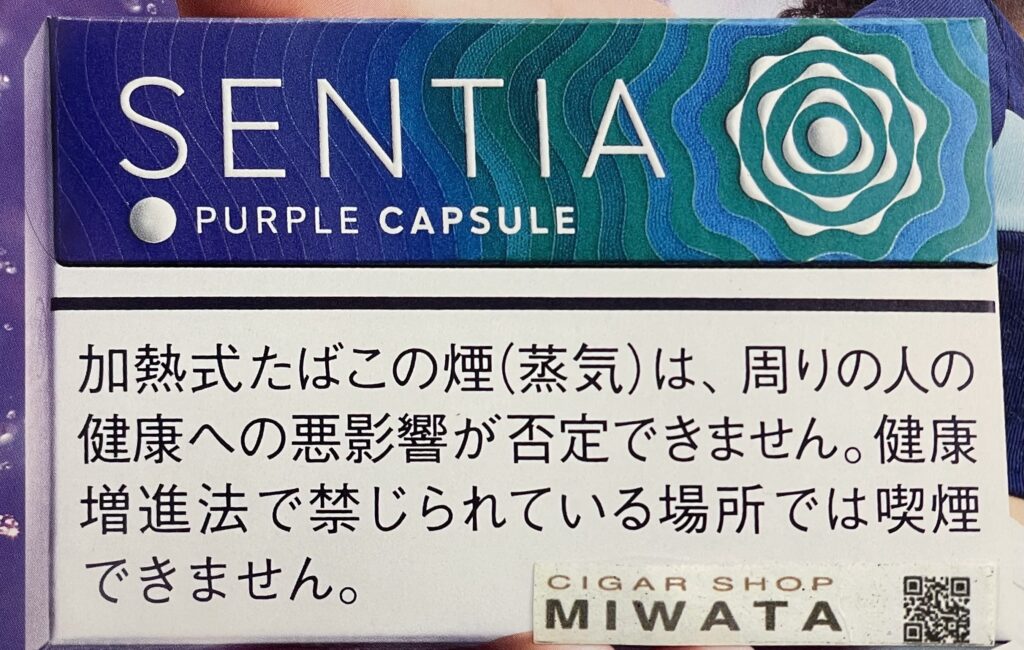 SENTIA
PURPLE CAPSULE
加熱式たばこの煙(蒸気)は、周りの人の
健康への悪影響が否定できません。健康
増進法で禁じられている場所では喫煙
できません。
CIGAR SHOP
MIWATA